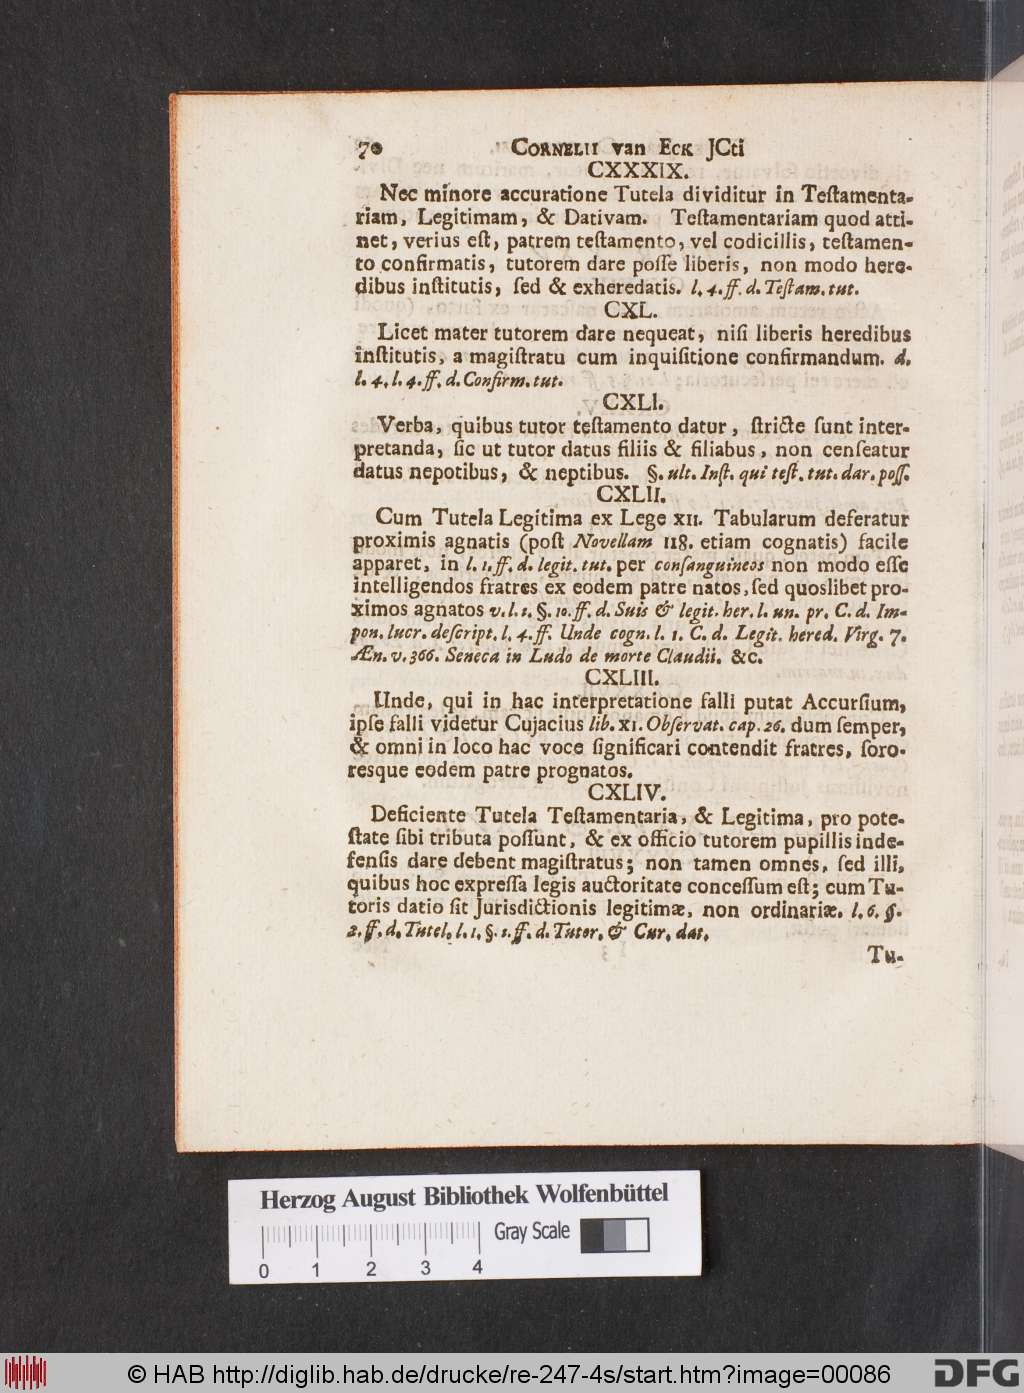 70 CORNELII van ECK JCti
CXXXIX.
Nec minore accuratione Tutela dividitur in Teſtamenta-
riam, Legitimam, & Dativam. Teſtamentariam quod atti-
net, verius eſt, patrem teſtamento, vel codicillis, teſtamen-
to confirmatis, tutorem dare poſſe liberis, non modo here-
dibus inſtitutis, ſed & exheredatis. l. 4. ff. d. Teſtam. tut.
CXL.
Licet mater tutorem dare nequeat, niſi liberis heredibus
inſtitutis, a magiſtratu cum inquiſitione confirmandum. d.
l. 4. l. 4. ff. d. Confirm. tut.
CXLI.
Verba, quibus tutor teſtamento datur, ſtricte ſunt inter-
pretanda, ſic ut tutor datus filiis & filiabus, non cenſeatur
datus nepotibus, & neptibus. §. ult. Inſt. qui teſt. tut. dar. poſſ.
CXLII.
Cum Tutela Legitima ex Lege XII. Tabularum deferatur
proximis agnatis (poſt Novellam 118. etiam cognatis) facile
apparet, in l. 1. ff. d. legit. tut. per conſanguineos non modo eſſe
intelligendos fratres ex eodem patre natos, ſed quoslibet pro-
ximos agnatos v. l. 1. §. 10. ff. d. Suis & legit. her. l. un. pr. C. d. Im-
pon. lucr. deſcript. l. 4. ff. Unde cogn. l. 1. C. d. Legit. hered. Virg. 7.
Æn. v. 366. Seneca in Ludo de morte Claudii. &c.
CXLIII.
Unde, qui in hac interpretatione falli putat Accurſium,
ipſe falli videtur Cujacius lib. XI. Obſervat. cap. 26. dum ſemper,
& omni in loco hac voce ſignificari contendit fratres, ſoro-
resque eodem patre prognatos.
CXLIV.
Deficiente Tutela Teſtamentaria, & Legitima, pro pote-
ſtate ſibi tributa poſſunt, & ex officio tutorem pupillis inde-
fenſis dare debent magiſtratus; non tamen omnes, ſed illi,
quibus hoc expreſſa legis auctoritate conceſſum eſt; cum Tu-
toris datio ſit Jurisdictionis legitimæ, non ordinariæ. l. 6. §.
2. ff. d. Tutel. l. 1. §. 1. ff. d. Tutor. & Cur. dat.
Tu-
Herzog August Bibliothek Wolfenbüttel
Gray Scale
0 1 2 3 4
© HAB http://diglib.hab.de/drucke/re-247-4s/start.htm?image=00086
DFG